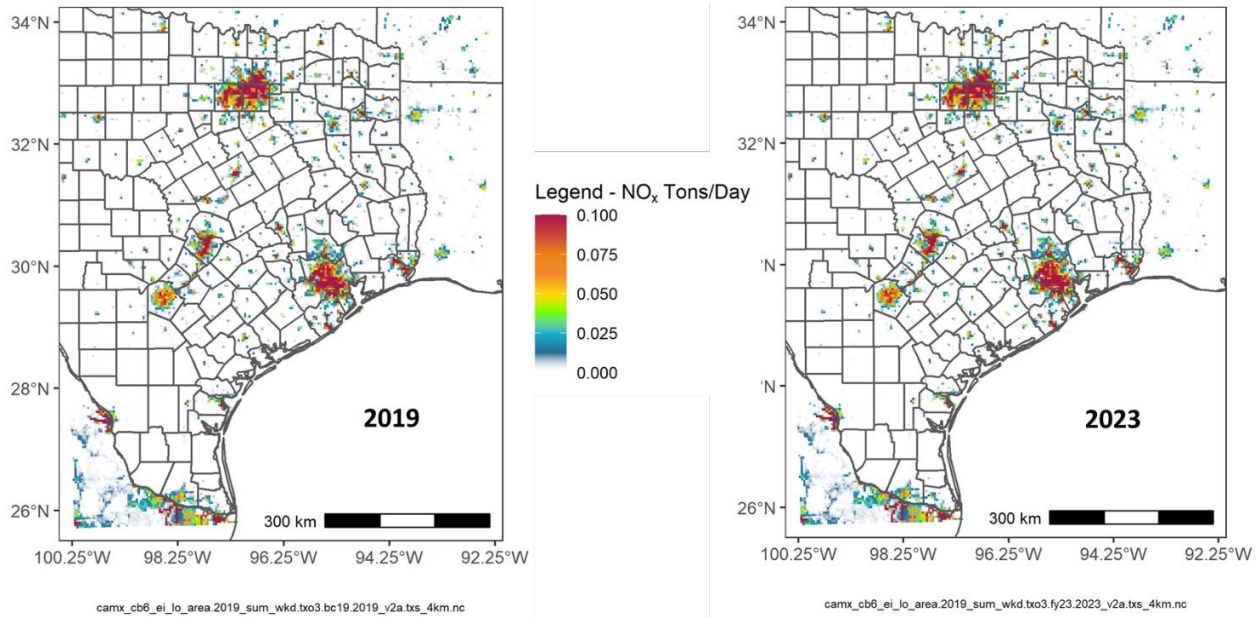 34°N
32°N
30°N
28°N
26°N
2019
300 km
100.25°W 98.25°W 96.25°W 94.25°W 92.25°W
camx_cb6_ei_lo_area.2019_sum_wkd.txo3.bc19.2019_v2a.txs_4km.nc
Legend - NOₓ Tons/Day
0.100
0.075
0.050
0.025
0.000
34°N
32°N
°N
°N
26°N
2023
300 km
100.25°W 98.25°W 96.25°W 94.25°W 92.25°W
camx_cb6_ei_lo_area.2019_sum_wkd.txo3.fy23.2023_v2a.txs_4km.nc